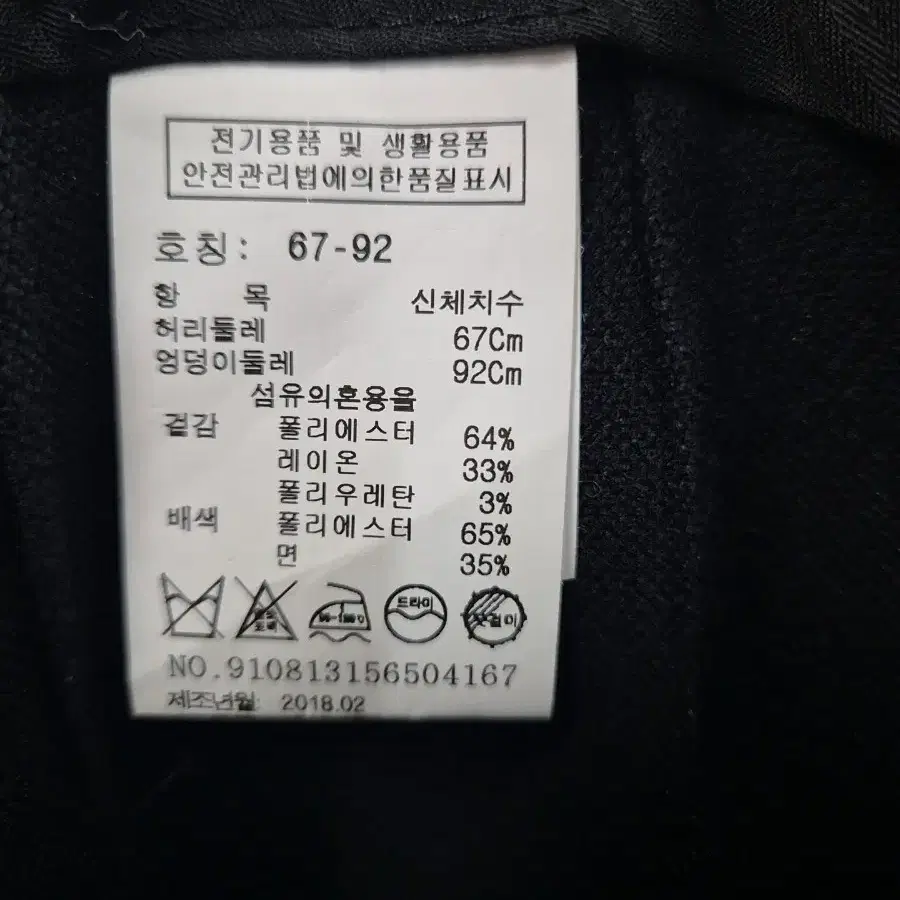 전기용품 및 생활용품
안전관리법에의한품질표시
호칭: 67-92
항 목 신체치수
허리둘레 67Cm
엉덩이둘레 92Cm
섬유의혼용율
겉감 폴리에스터 64%
레이온 33%
폴리우레탄 3%
배색 폴리에스터 65%
면 35%
드라이
옷걸이
NO.910813156504167
제조년월: 2018.02